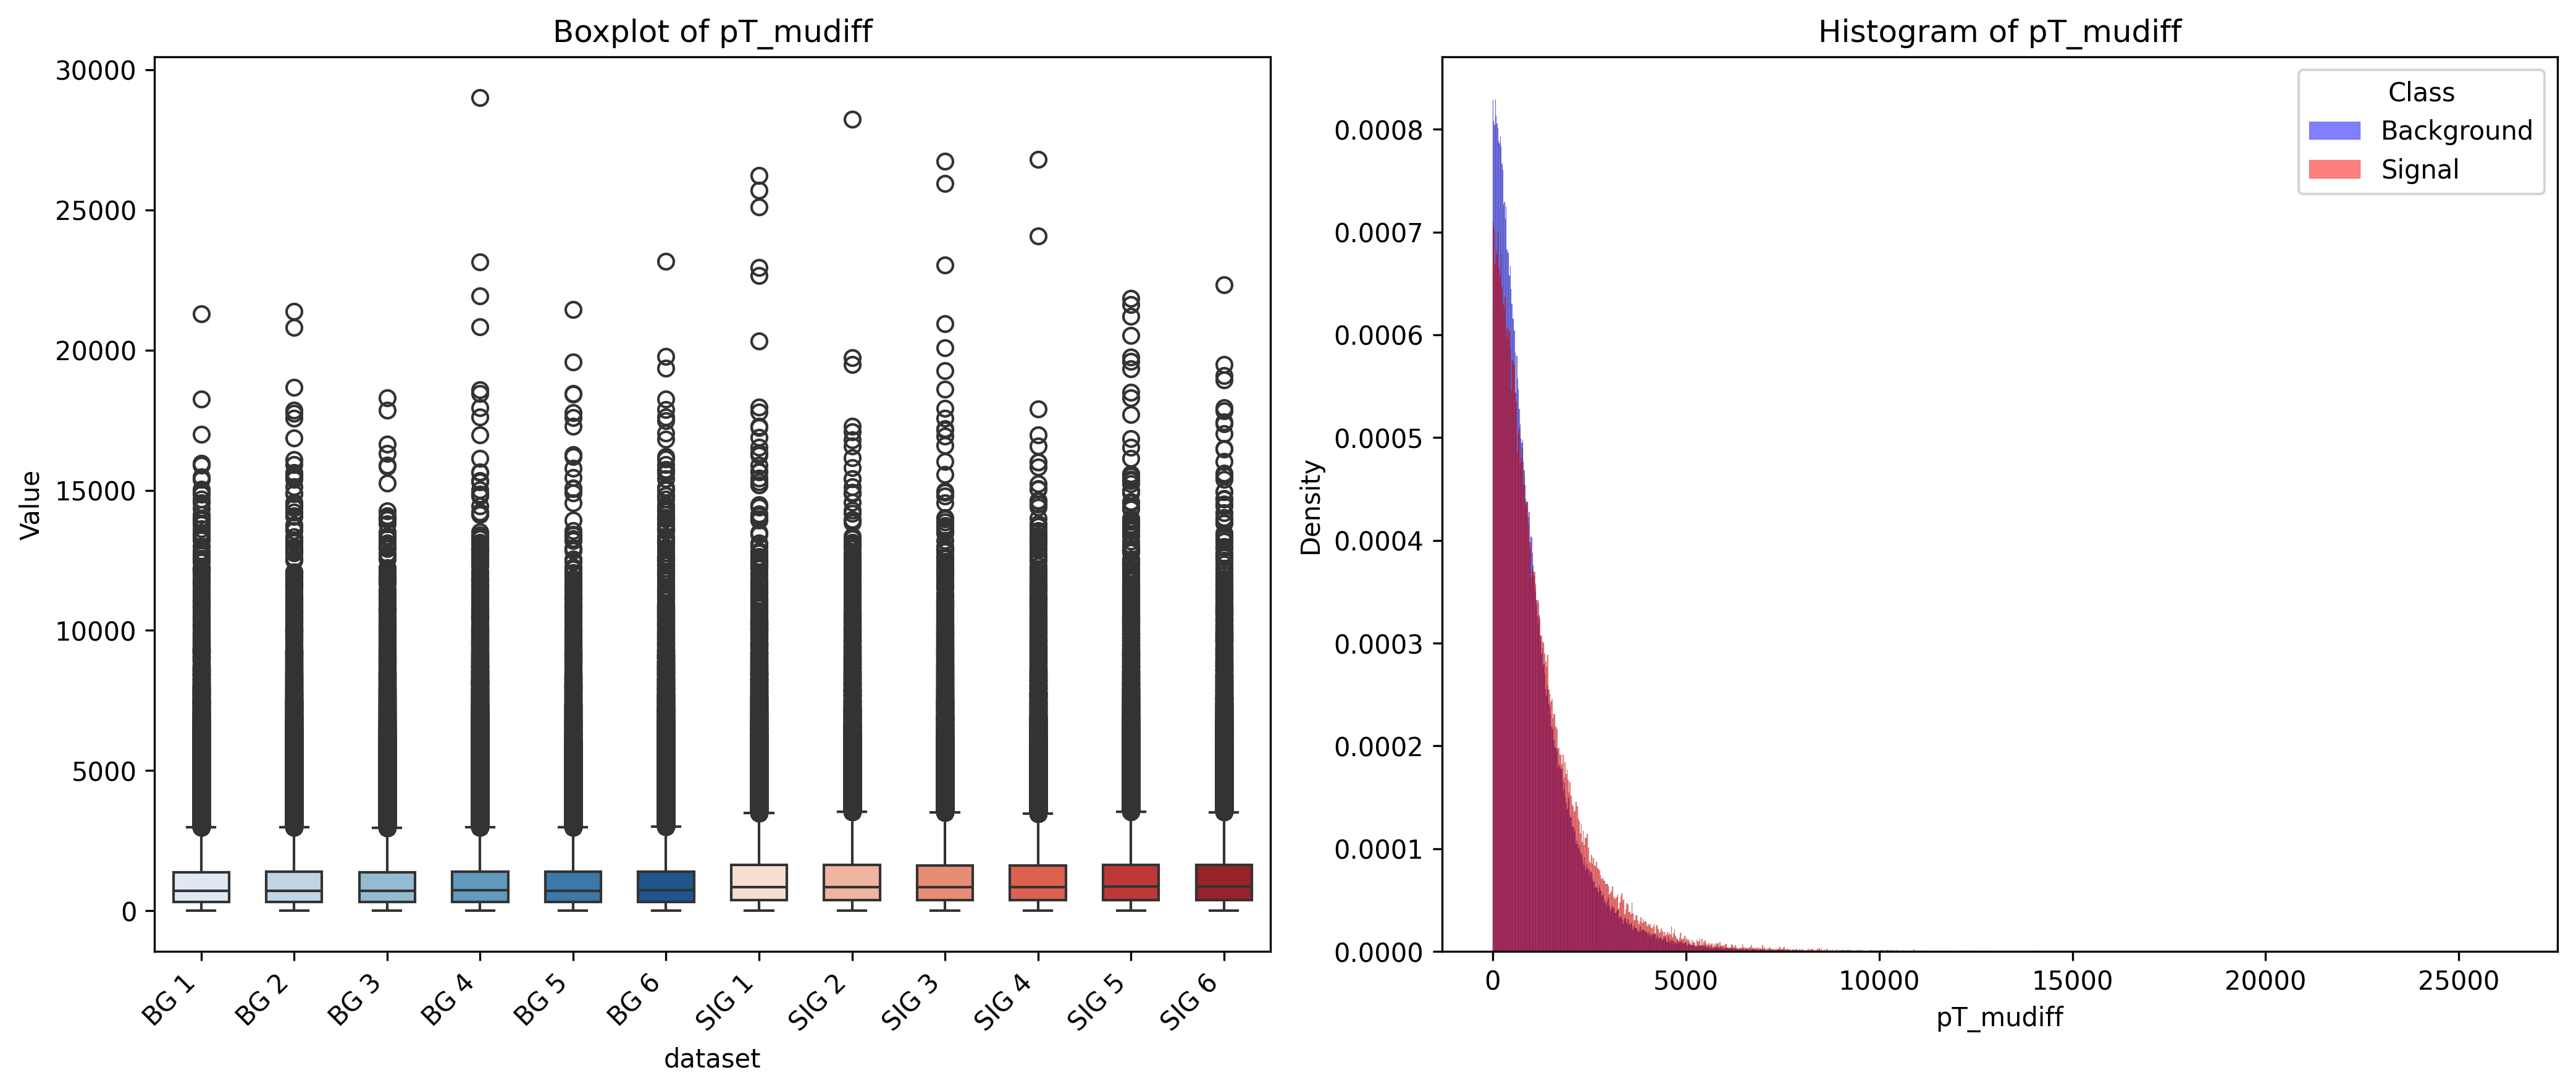 Boxplot of pT_mudiff
30000
25000
20000
15000
10000
5000
0
Value
BG 1
BG 2
BG 3
BG 4
BG 5
BG 6
SIG 1
SIG 2
SIG 3
SIG 4
SIG 5
SIG 6
dataset
Histogram of pT_mudiff
Class
Background
Signal
0.0008
0.0007
0.0006
0.0005
0.0004
0.0003
0.0002
0.0001
0.0000
Density
0
5000
10000
15000
20000
25000
pT_mudiff